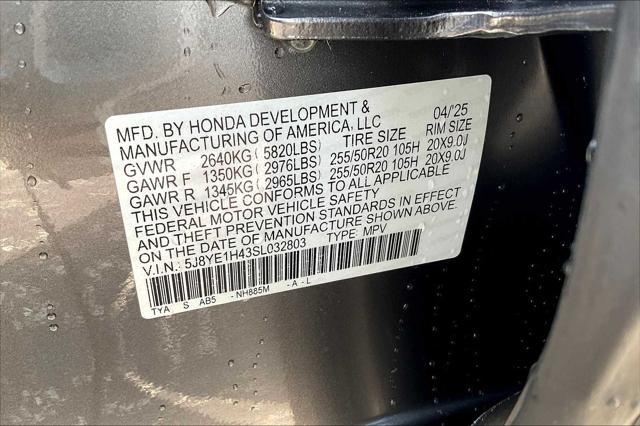 MFD. BY HONDA DEVELOPMENT & 04/25
MANUFACTURING OF AMERICA, LLC TIRE SIZE RIM SIZE
GVWR 2640KG (5820LBS)
GAWR F 1350KG (2976LBS) 255/50R20 105H 20X9.0J
GAWR R 1345KG (2965LBS) 255/50R20 105H 20X9.0J
THIS VEHICLE CONFORMS TO ALL APPLICABLE
FEDERAL MOTOR VEHICLE SAFETY
AND THEFT PREVENTION STANDARDS IN EFFECT
ON THE DATE OF MANUFACTURE SHOWN ABOVE.
V.I.N.: 5J8YE1H43SL032803 TYPE: MPV
TYA S AB5 -NH885M -A-L